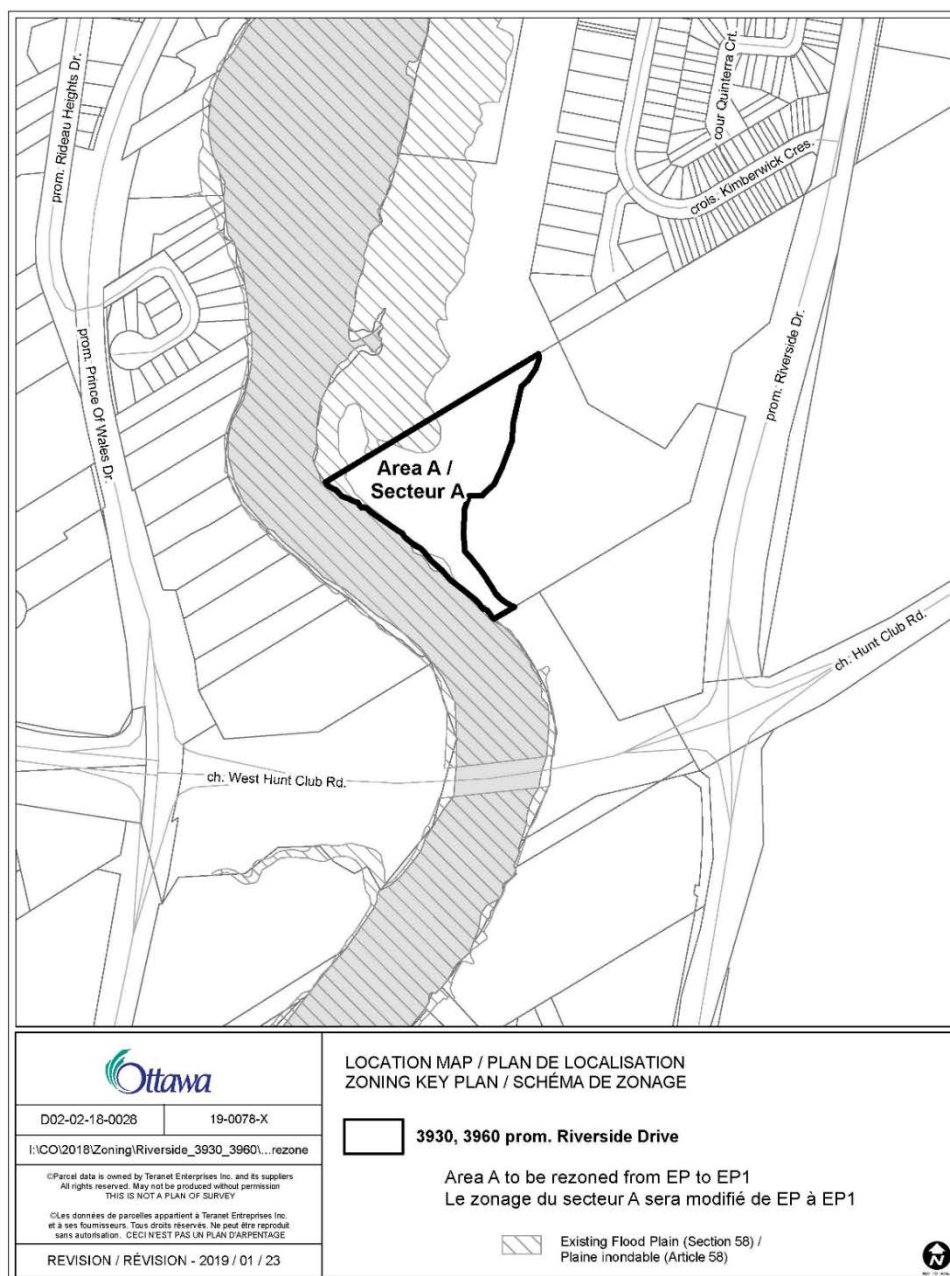 prom. Rideau Heights Dr.
cour Quinterra Crt.
crois. Kimberwick Cres.
prom. Prince Of Wales Dr.
prom. Riverside Dr.
Area A /
Secteur A
ch. Hunt Club Rd.
ch. West Hunt Club Rd.
Ottawa
D02-02-18-0028
19-0078-X
I:\CO\2018\Zoning\Riverside_3930_3960\...rezone
©Parcel data is owned by Teranet Enterprises Inc. and its suppliers
All rights reserved. May not be produced without permission
THIS IS NOT A PLAN OF SURVEY
©Les données de parcelles appartient à Teranet Entreprises Inc.
et à ses fournisseurs. Tous droits réservés. Ne peut être reproduit
sans autorisation. CECI N'EST PAS UN PLAN D'ARPENTAGE
REVISION / RÉVISION - 2019 / 01 / 23
LOCATION MAP / PLAN DE LOCALISATION
ZONING KEY PLAN / SCHÉMA DE ZONAGE
3930, 3960 prom. Riverside Drive
Area A to be rezoned from EP to EP1
Le zonage du secteur A sera modifié de EP à EP1
Existing Flood Plain (Section 58) /
Plaine inondable (Article 58)
N